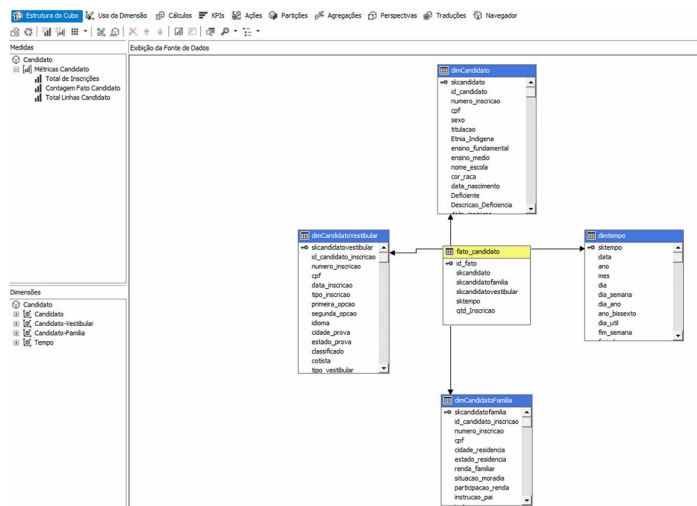 Estrutura do Cubo Uso da Dimensão Cálculos KPIs Ações Partições Agregações Perspectivas Traduções Navegador
Medidas
Candidato
Métricas Candidato
Total de Inscrições
Contagem Fato Candidato
Total Linhas Candidato
Dimensões
Candidato
Candidato
Candidato-Vestibular
Candidato-Familia
Tempo
Exibição da Fonte de Dados
dimCandidato
skcandidato
id_candidato
numero_inscricao
cpf
sexo
titulacao
Etnia_Indigena
ensino_fundamental
ensino_medio
nome_escola
cor_raca
data_nascimento
Deficiente
Descricao_Deficiencia
dimCandidatoVestibular
skcandidatovestibular
id_candidato_inscricao
numero_inscricao
cpf
data_inscricao
tipo_inscricao
primeira_opcao
segunda_opcao
idioma
cidade_prova
estado_prova
classificado
cotista
tipo_vestibular
fato_candidato
id_fato
skcandidato
skcandidatofamilia
skcandidatovestibular
sktempo
qtd_Inscricao
dimtempo
sktempo
data
ano
mes
dia
dia_semana
dia_ano
ano_bissexto
dia_util
fim_semana
dimCandidatoFamilia
skcandidatofamilia
id_candidato_inscricao
numero_inscricao
cpf
cidade_residencia
estado_residencia
renda_familiar
situacao_moradia
participacao_renda
instrucao_pai